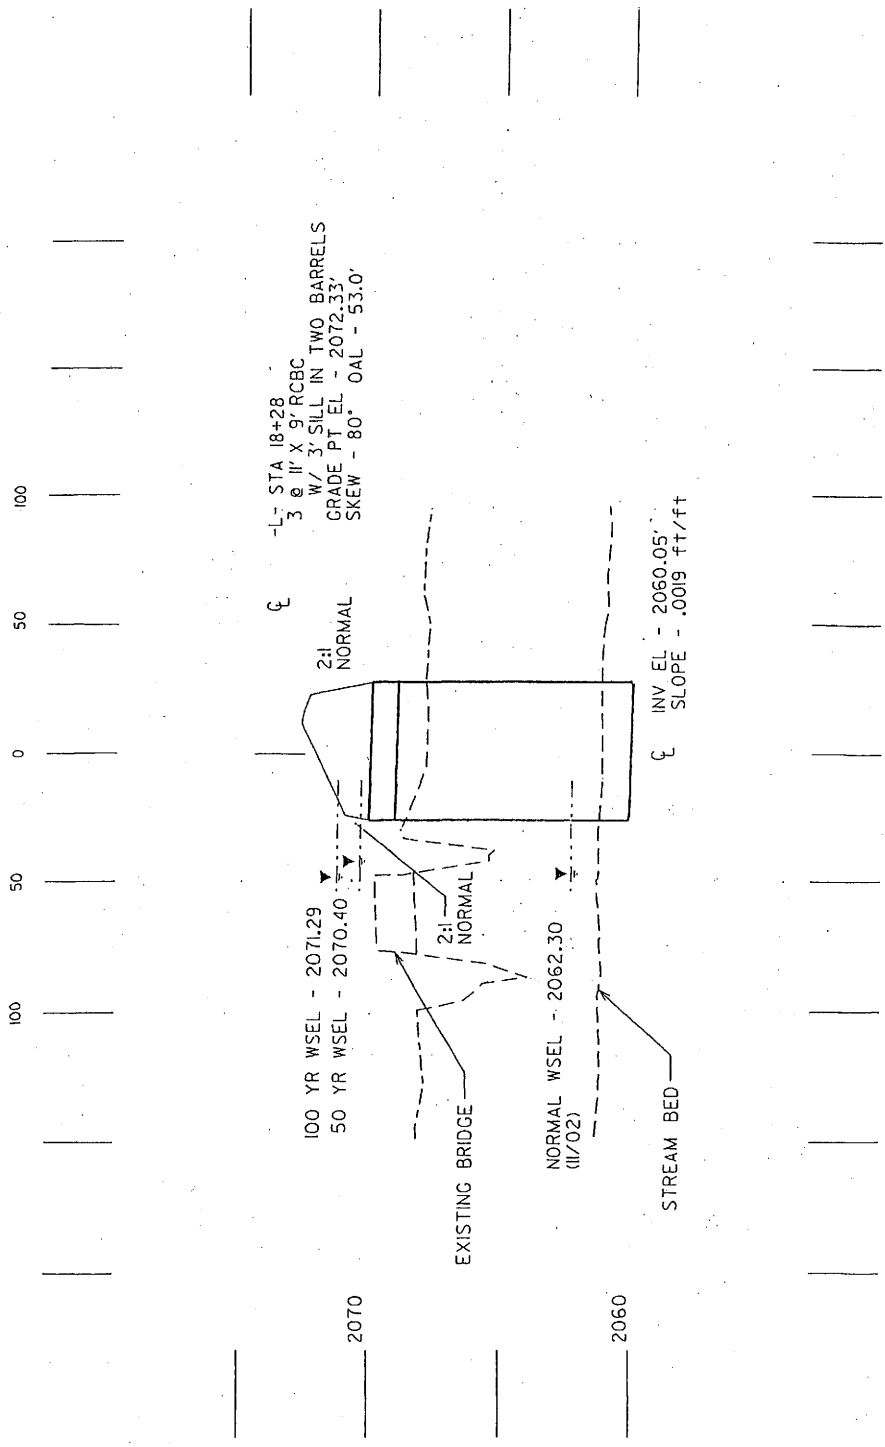 100 50 0 50 100
-L- STA 18+28
3 @ 11' X 9' RCBC
W/ 3' SILL IN TWO BARRELS
GRADE PT EL - 2072.33'
SKEW - 80° OAL - 53.0'
℄
2:1
NORMAL
100 YR WSEL - 2071.29
50 YR WSEL - 2070.40
2:1
NORMAL
EXISTING BRIDGE
NORMAL WSEL - 2062.30
(11/02)
STREAM BED
℄ INV EL - 2060.05'
SLOPE - .0019 ft/ft
2070
2060